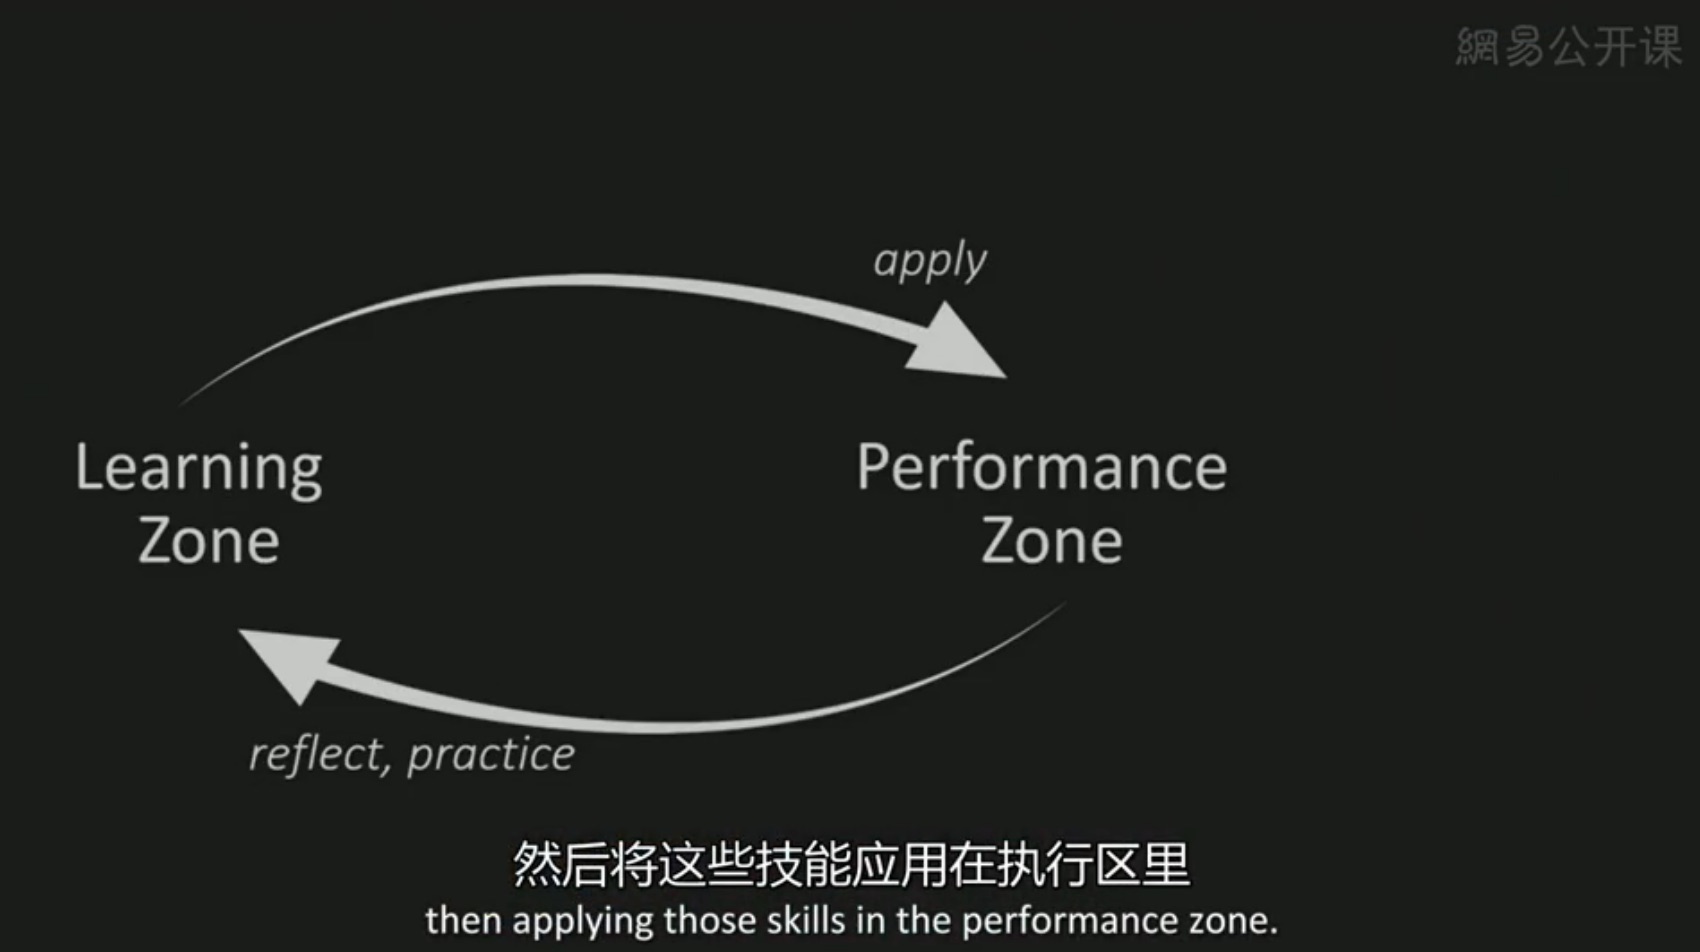 網易公开课
apply
Learning
Zone
Performance
Zone
reflect, practice
然后将这些技能应用在执行区里
then applying those skills in the performance zone.